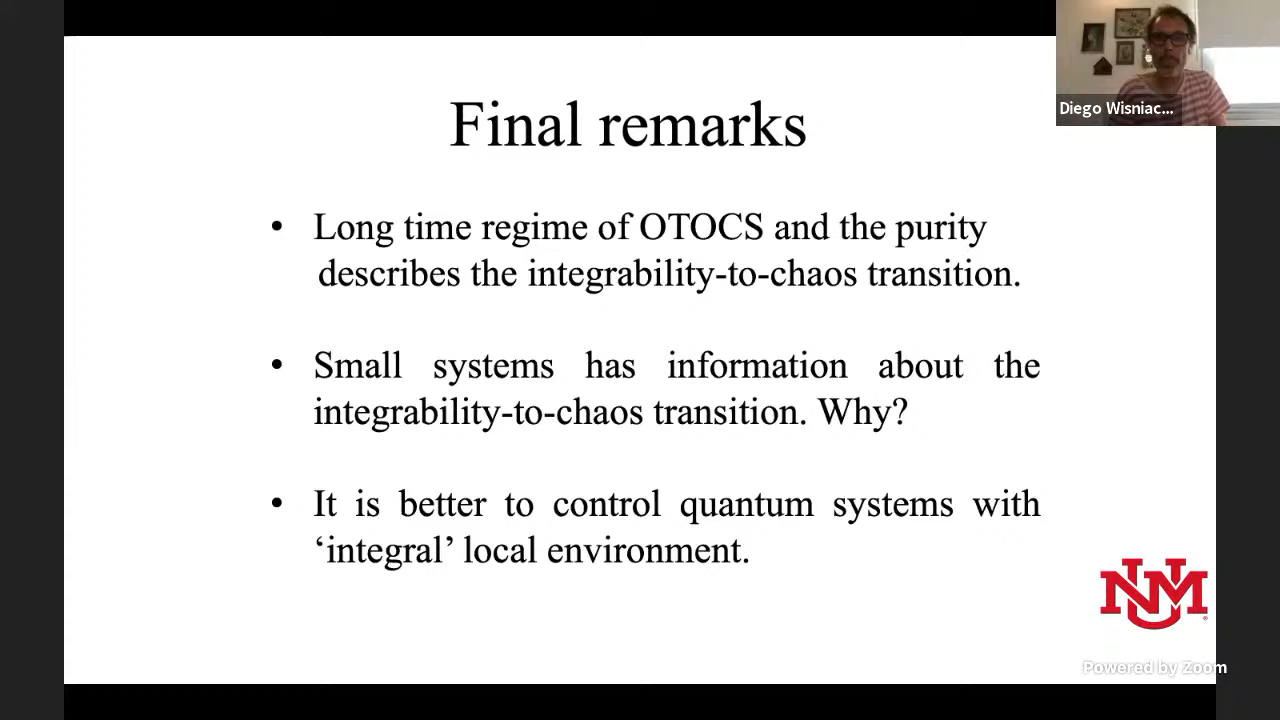 Final remarks
Diego Wisniac...
• Long time regime of OTOCS and the purity
describes the integrability-to-chaos transition.
• Small systems has information about the
integrability-to-chaos transition. Why?
• It is better to control quantum systems with
‘integral’ local environment.
UNM®
Powered by Zoom